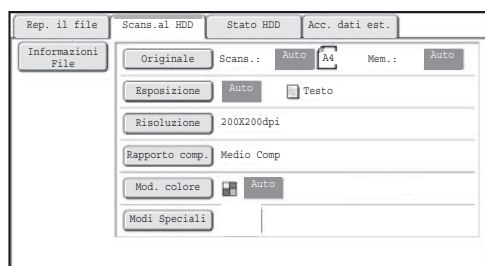 Rep. il file Scans.al HDD Stato HDD Acc. dati est.
Informazioni File
Originale Scans.: Auto A4 Mem.: Auto
Esposizione Auto Testo
Risoluzione 200X200dpi
Rapporto comp. Medio Comp
Mod. colore Auto
Modi Speciali